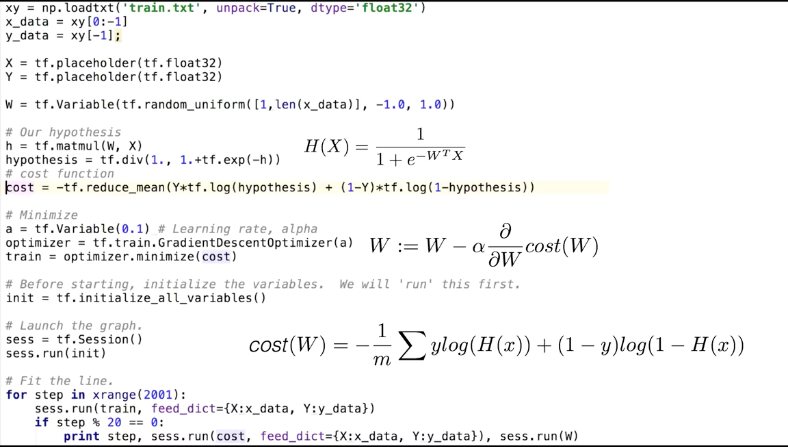 xy = np.loadtxt('train.txt', unpack=True, dtype='float32')
x_data = xy[0:-1]
y_data = xy[-1];
X = tf.placeholder(tf.float32)
Y = tf.placeholder(tf.float32)
W = tf.Variable(tf.random_uniform([1,len(x_data)], -1.0, 1.0))
# Our hypothesis
h = tf.matmul(W, X)
hypothesis = tf.div(1., 1.+tf.exp(-h))
H(X) = \frac{1}{1 + e^{-W^T X}}
# cost function
cost = -tf.reduce_mean(Y*tf.log(hypothesis) + (1-Y)*tf.log(1-hypothesis))
# Minimize
a = tf.Variable(0.1) # Learning rate, alpha
optimizer = tf.train.GradientDescentOptimizer(a)
train = optimizer.minimize(cost)
W := W - α \frac{∂}{∂W} cost(W)
# Before starting, initialize the variables.  We will 'run' this first.
init = tf.initialize_all_variables()
# Launch the graph.
sess = tf.Session()
sess.run(init)
cost(W) = -\frac{1}{m} ∑ ylog(H(x)) + (1 - y)log(1 - H(x))
# Fit the line.
for step in xrange(2001):
    sess.run(train, feed_dict={X:x_data, Y:y_data})
    if step % 20 == 0:
        print step, sess.run(cost, feed_dict={X:x_data, Y:y_data}), sess.run(W)